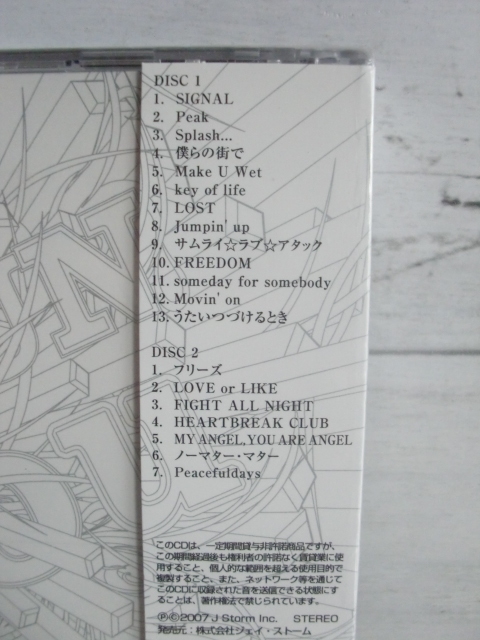 DISC 1
1. SIGNAL
2. Peak
3. Splash...
4. 僕らの街で
5. Make U Wet
6. key of life
7. LOST
8. Jumpin' up
9. サムライ☆ラブ☆アタック
10. FREEDOM
11. someday for somebody
12. Movin' on
13. うたいつづけるとき
DISC 2
1. フリーズ
2. LOVE or LIKE
3. FIGHT ALL NIGHT
4. HEARTBREAK CLUB
5. MY ANGEL, YOU ARE ANGEL
6. ノーマター・マター
7. Peacefuldays
このCDは、一定期間貸与非許諾商品ですが、
この期間経過後も権利者の許諾なく賃貸業に使
用すること、個人的な範囲を超える使用目的で
複製すること、また、ネットワーク等を通じて
このCDに収録された音を送信できる状態にす
ることは、著作権法で禁じられています。
Ⓟ©2007 J Storm Inc. STEREO
発売元：株式会社ジェイ・ストーム